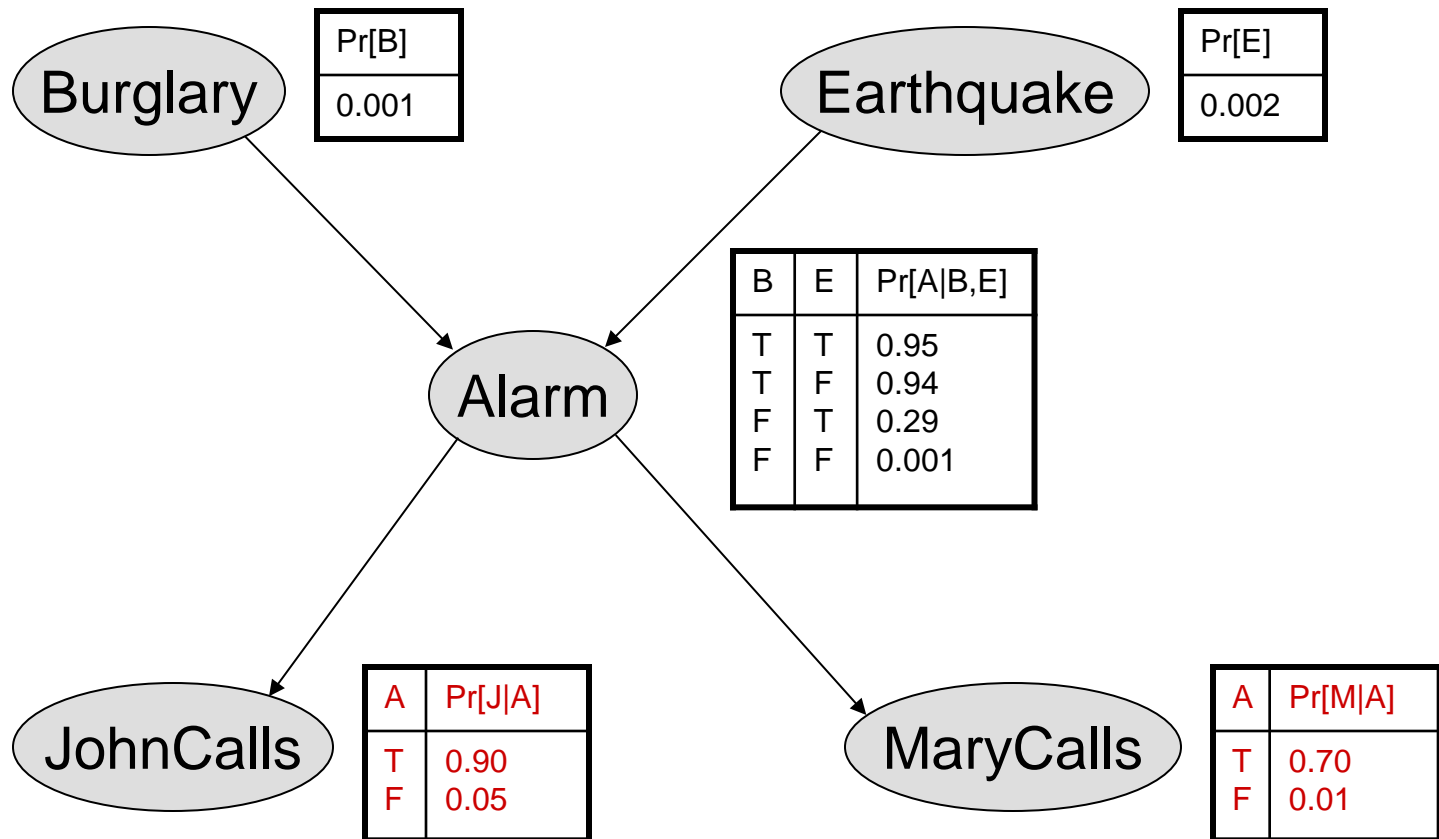 Burglary
Pr[B]
0.001
Earthquake
Pr[E]
0.002
B E Pr[A|B,E]
T T 0.95
T F 0.94
F T 0.29
F F 0.001
Alarm
JohnCalls
A Pr[J|A]
T 0.90
F 0.05
MaryCalls
A Pr[M|A]
T 0.70
F 0.01